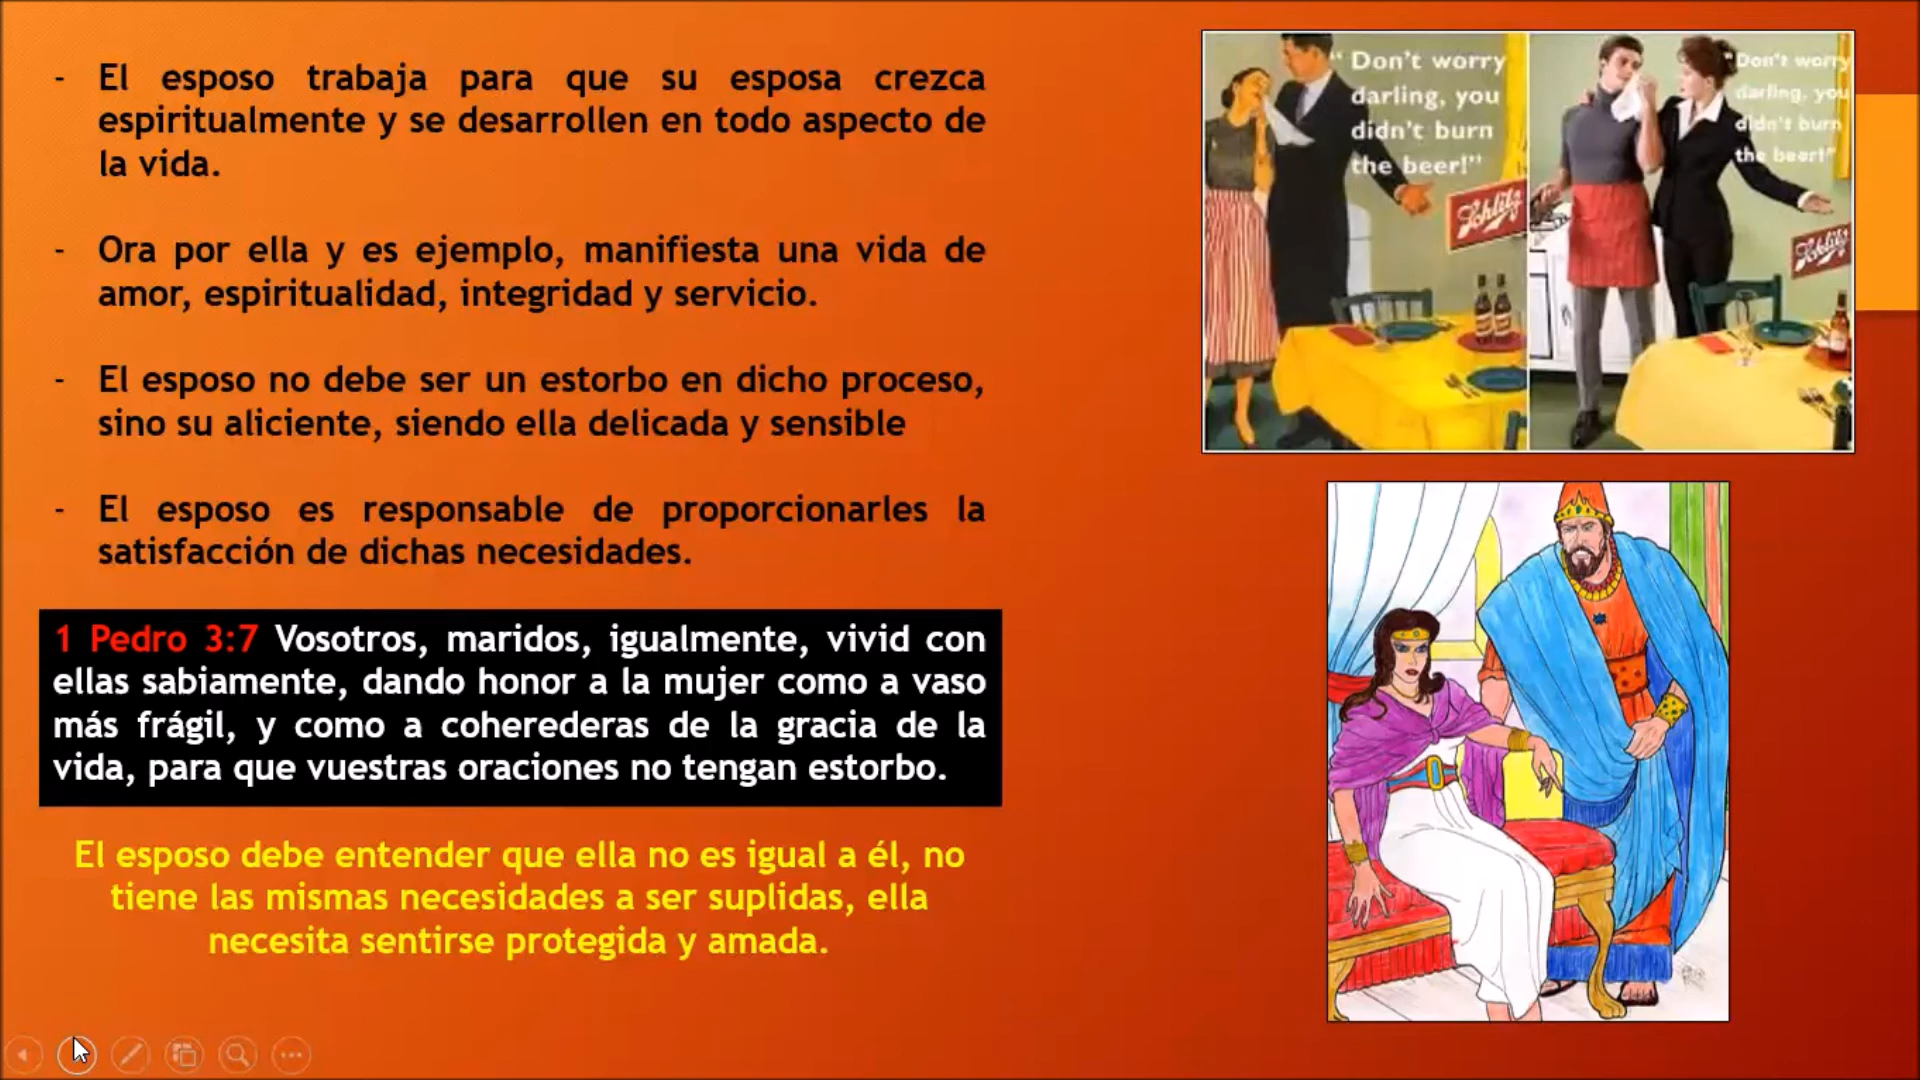 - El esposo trabaja para que su esposa crezca
espiritualmente y se desarrollen en todo aspecto de
la vida.
- Ora por ella y es ejemplo, manifiesta una vida de
amor, espiritualidad, integridad y servicio.
- El esposo no debe ser un estorbo en dicho proceso,
sino su aliciente, siendo ella delicada y sensible
- El esposo es responsable de proporcionarles la
satisfacción de dichas necesidades.
1 Pedro 3:7 Vosotros, maridos, igualmente, vivid con
ellas sabiamente, dando honor a la mujer como a vaso
más frágil, y como a coherederas de la gracia de la
vida, para que vuestras oraciones no tengan estorbo.
El esposo debe entender que ella no es igual a él, no
tiene las mismas necesidades a ser suplidas, ella
necesita sentirse protegida y amada.
“ Don't worry
darling, you
didn't burn
the beer!”
Schlitz
“Don't worry
darling, you
didn't burn
the beer!”
Schlitz